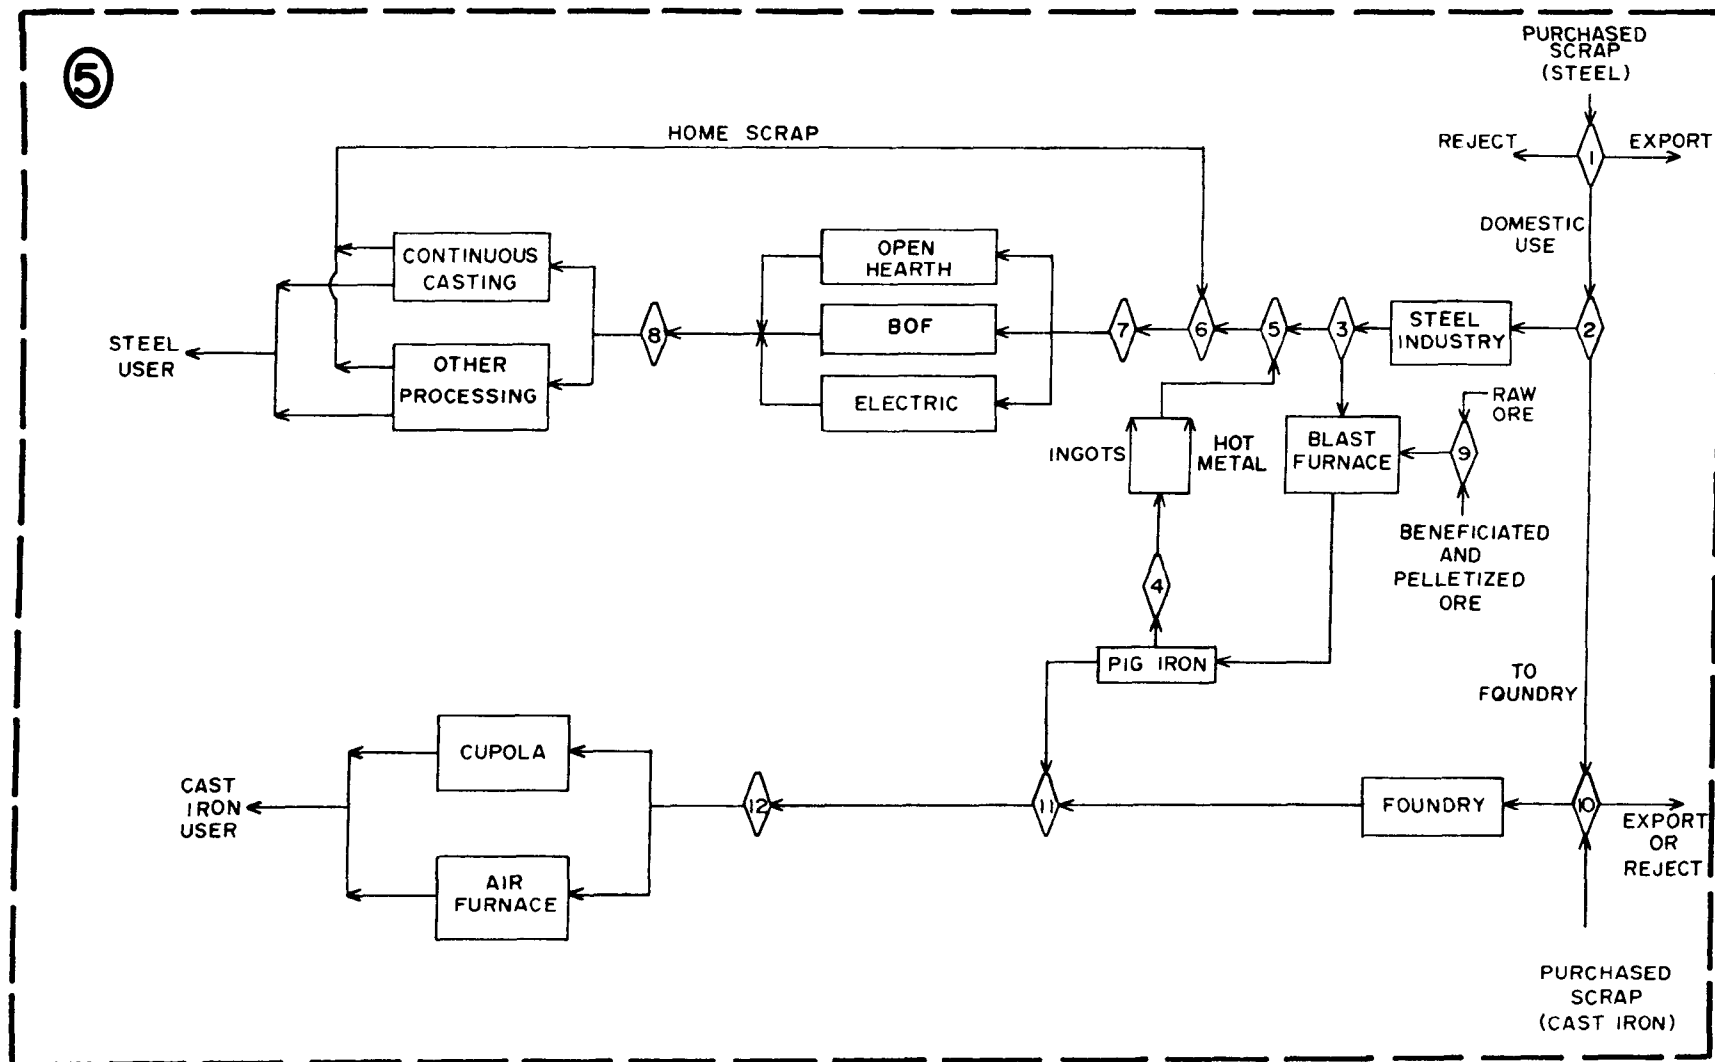 5
PURCHASED
SCRAP
(STEEL)
HOME SCRAP
REJECT
1
EXPORT
DOMESTIC
USE
CONTINUOUS
CASTING
OPEN
HEARTH
BOF
ELECTRIC
STEEL
USER
OTHER
PROCESSING
8
7
6
5
3
STEEL
INDUSTRY
2
RAW
ORE
INGOTS
HOT
METAL
BLAST
FURNACE
9
BENEFICIATED
AND
PELLETIZED
ORE
4
PIG IRON
TO
FOUNDRY
CUPOLA
CAST
IRON
USER
12
11
FOUNDRY
10
EXPORT
OR
REJECT
AIR
FURNACE
PURCHASED
SCRAP
(CAST IRON)